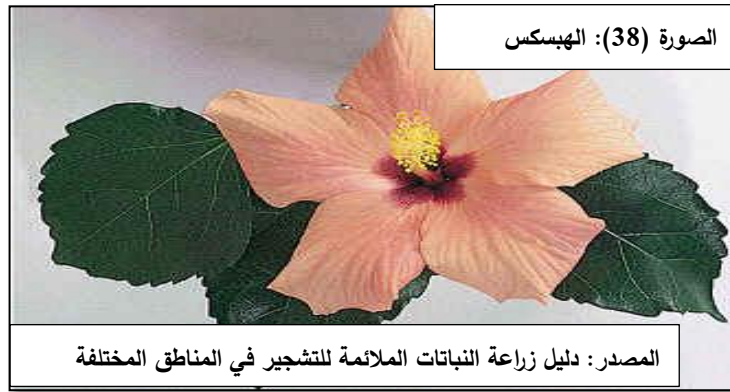 الصورة (38): الهبسكس
المصدر: دليل زراعة النباتات الملائمة للتشجير في المناطق المختلفة